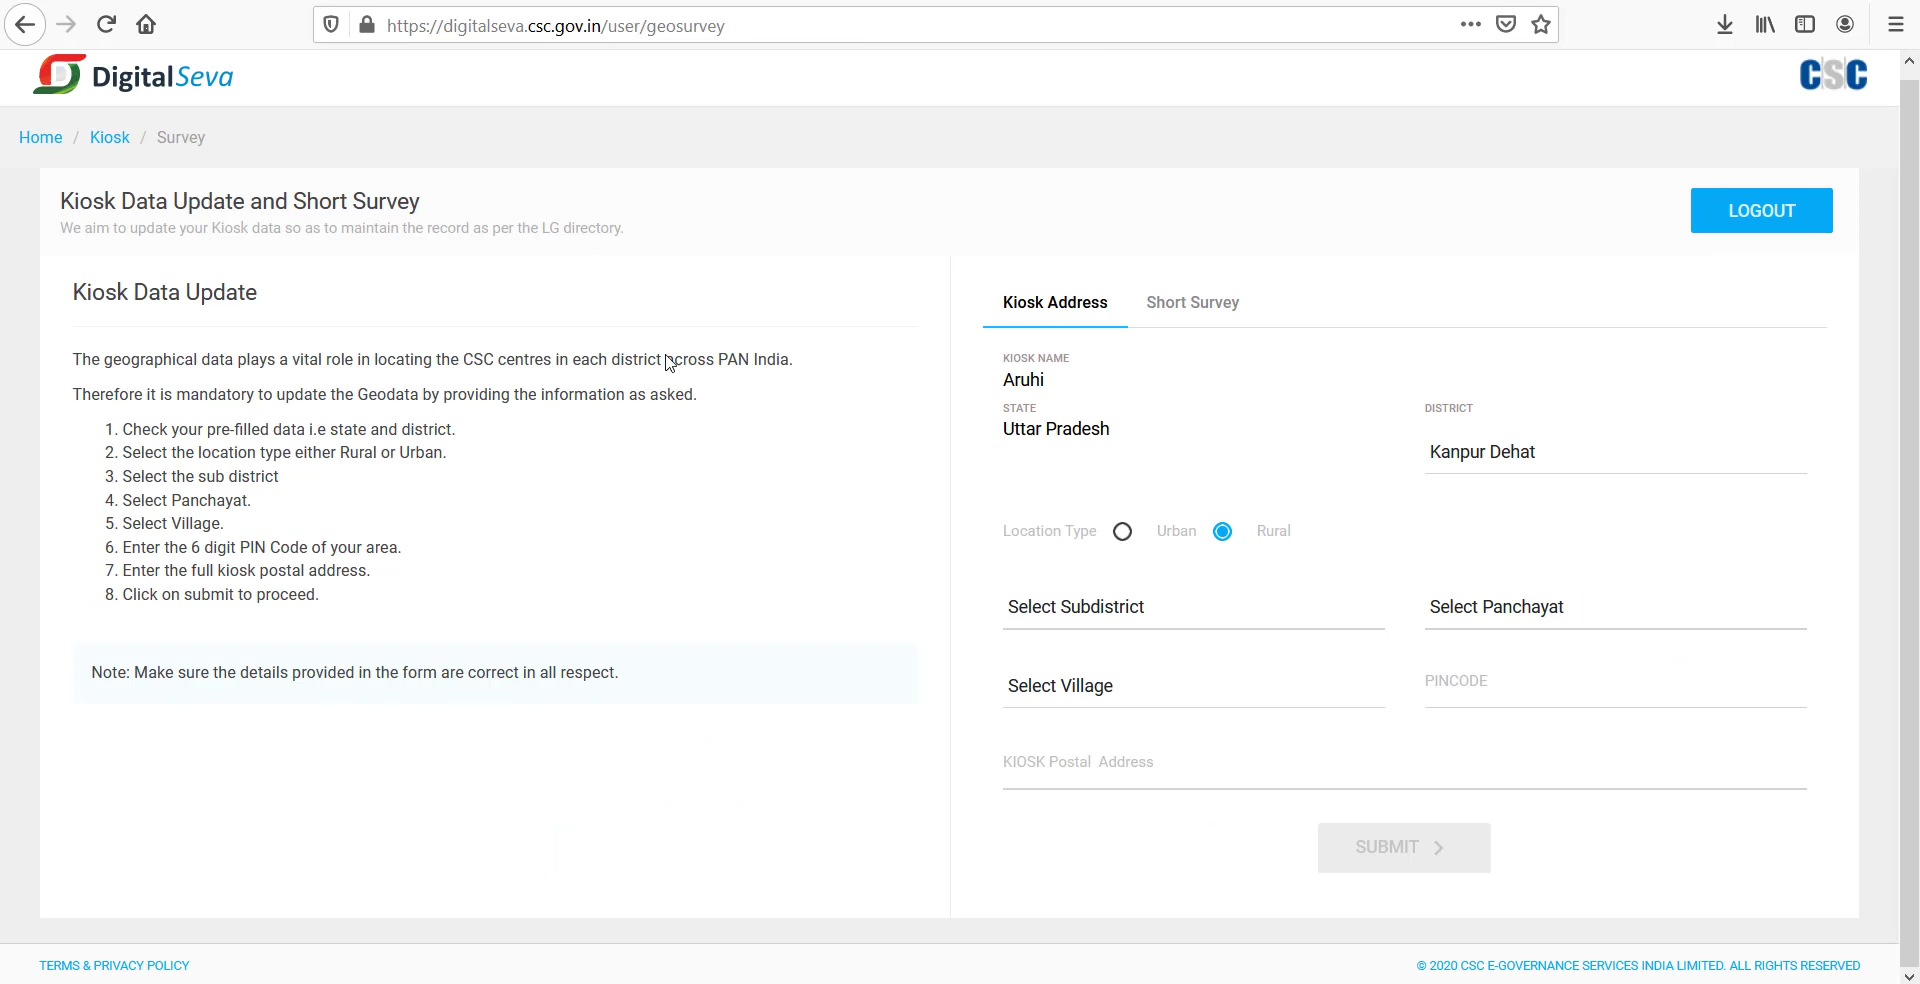 https://digitalseva.csc.gov.in/user/geosurvey
DigitalSeva
CSC
Home / Kiosk / Survey
Kiosk Data Update and Short Survey
We aim to update your Kiosk data so as to maintain the record as per the LG directory.
LOGOUT
Kiosk Data Update
The geographical data plays a vital role in locating the CSC centres in each district across PAN India.
Therefore it is mandatory to update the Geodata by providing the information as asked.
1. Check your pre-filled data i.e state and district.
2. Select the location type either Rural or Urban.
3. Select the sub district
4. Select Panchayat.
5. Select Village.
6. Enter the 6 digit PIN Code of your area.
7. Enter the full kiosk postal address.
8. Click on submit to proceed.
Note: Make sure the details provided in the form are correct in all respect.
Kiosk Address Short Survey
KIOSK NAME
Aruhi
STATE
Uttar Pradesh
DISTRICT
Kanpur Dehat
Location Type Urban Rural
Select Subdistrict
Select Panchayat
Select Village
PINCODE
KIOSK Postal Address
SUBMIT
TERMS & PRIVACY POLICY
© 2020 CSC E-GOVERNANCE SERVICES INDIA LIMITED. ALL RIGHTS RESERVED